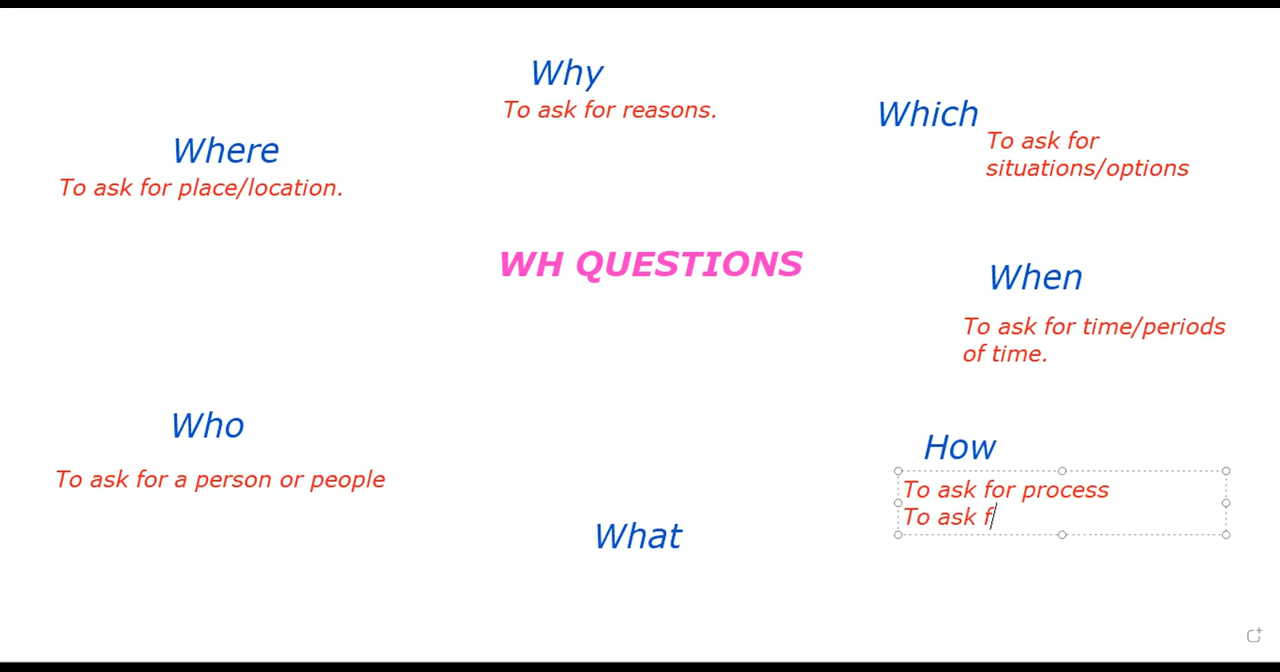 Why
To ask for reasons.
Which
To ask for
situations/options
Where
To ask for place/location.
WH QUESTIONS
When
To ask for time/periods
of time.
Who
To ask for a person or people
How
To ask for process
To ask f
What